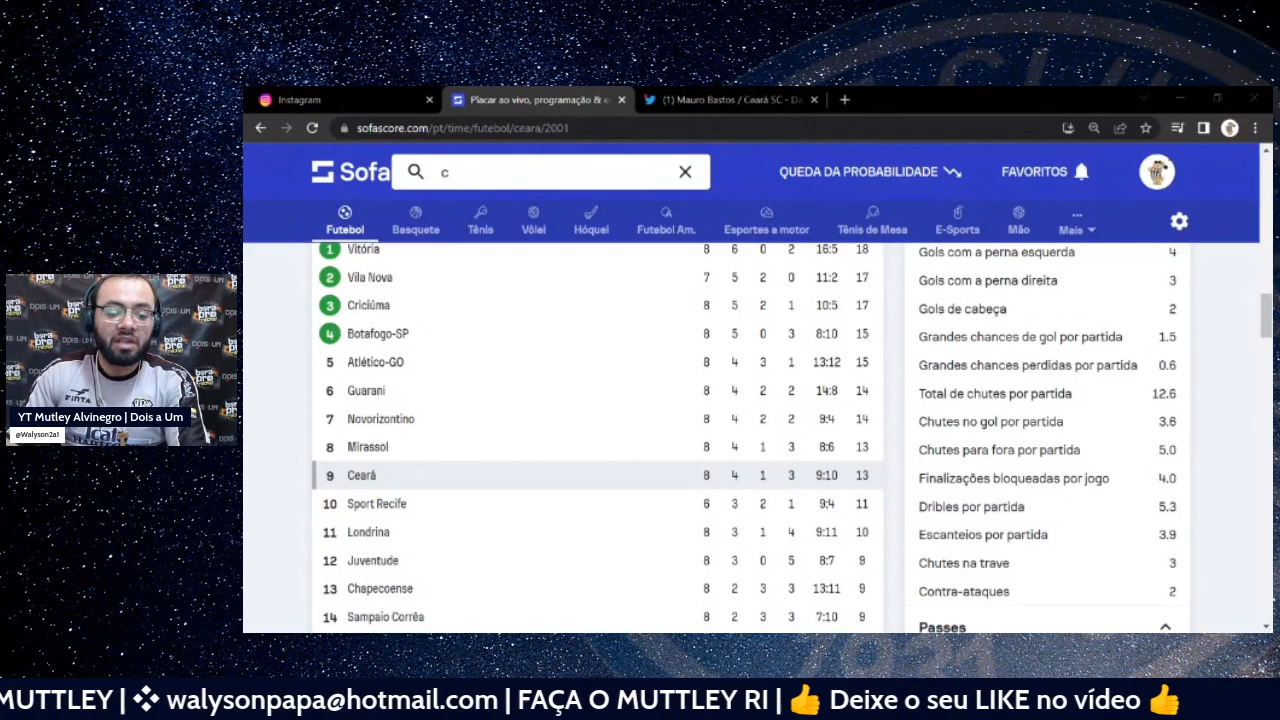 Instagram
Placar ao vivo, programação & e
(1) Mauro Bastos / Ceará SC - Da
sofascore.com/pt/time/futebol/ceara/2001
Sofa
c
QUEDA DA PROBABILIDADE
FAVORITOS
Futebol
Basquete
Tênis
Vôlei
Hóquei
Futebol Am.
Esportes a motor
Tênis de Mesa
E-Sports
Mão
Mais
1 Vitória 8 6 0 2 16:5 18
2 Vila Nova 7 5 2 0 11:2 17
3 Criciúma 8 5 2 1 10:5 17
4 Botafogo-SP 8 5 0 3 8:10 15
5 Atlético-GO 8 4 3 1 13:12 15
6 Guarani 8 4 2 2 14:8 14
7 Novorizontino 8 4 2 2 9:4 14
8 Mirassol 8 4 1 3 8:6 13
9 Ceará 8 4 1 3 9:10 13
10 Sport Recife 6 3 2 1 9:4 11
11 Londrina 8 3 1 4 9:11 10
12 Juventude 8 3 0 5 8:7 9
13 Chapecoense 8 2 3 3 13:11 9
14 Sampaio Corrêa 8 2 3 3 7:10 9
Gols com a perna esquerda 4
Gols com a perna direita 3
Gols de cabeça 2
Grandes chances de gol por partida 1.5
Grandes chances perdidas por partida 0.6
Total de chutes por partida 12.6
Chutes no gol por partida 3.6
Chutes para fora por partida 5.0
Finalizações bloqueadas por jogo 4.0
Dribles por partida 5.3
Escanteios por partida 3.9
Chutes na trave 3
Contra-ataques 2
Passes
DOIS-UM
FINTA
YT Mutley Alvinegro | Dois a Um
@Walyson2a1
MUTTLEY | ❖ walysonpapa@hotmail.com | FAÇA O MUTTLEY RI | 👍 Deixe o seu LIKE no vídeo 👍